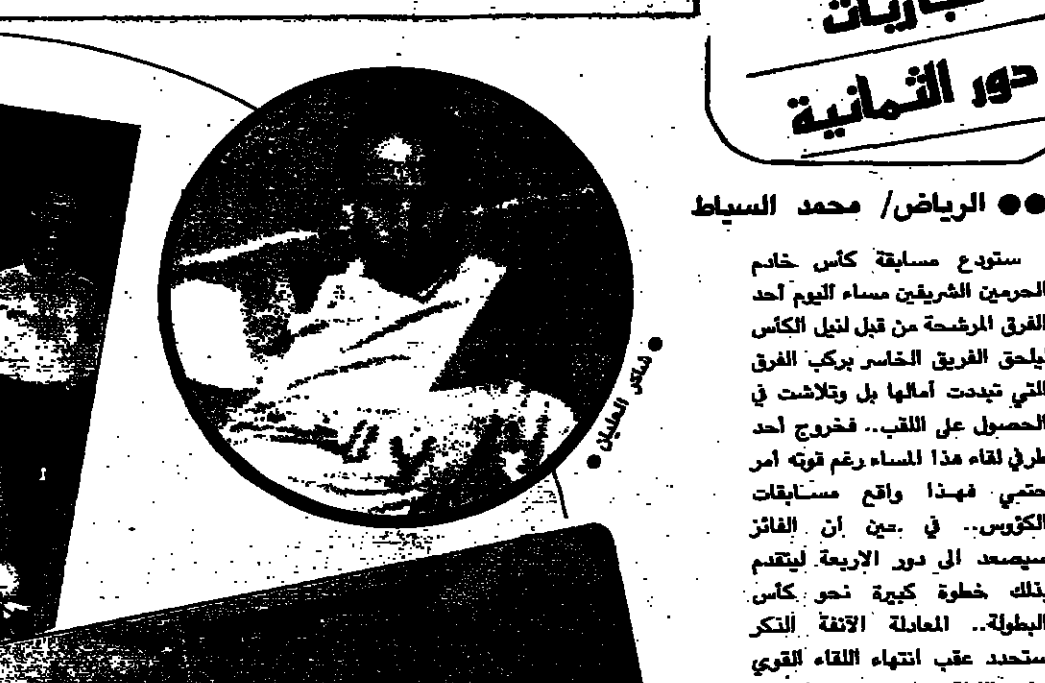 دور الثمانية
●● الرياض/ محمد السياط
ستودع مسابقة كأس خادم
الحرمين الشريفين مساء اليوم أحد
الفرق المرشحة من قبل لنيل الكأس
ليلحق الفريق الخاسر بركب الفرق
التي تبددت أمالها بل وتلاشت في
الحصول على اللقب.. فخروج أحد
طرفي لقاء هذا المساء رغم قوته أمر
حتمي فهذا واقع مسابقات
الكؤوس.. في حين أن الفائز
سيصعد الى دور الاربعة ليتقدم
بذلك خطوة كبيرة نحو كأس
البطولة.. المعادلة الآنفة الذكر
ستحدد عقب انتهاء اللقاء القوي
● شاكر العليان ●